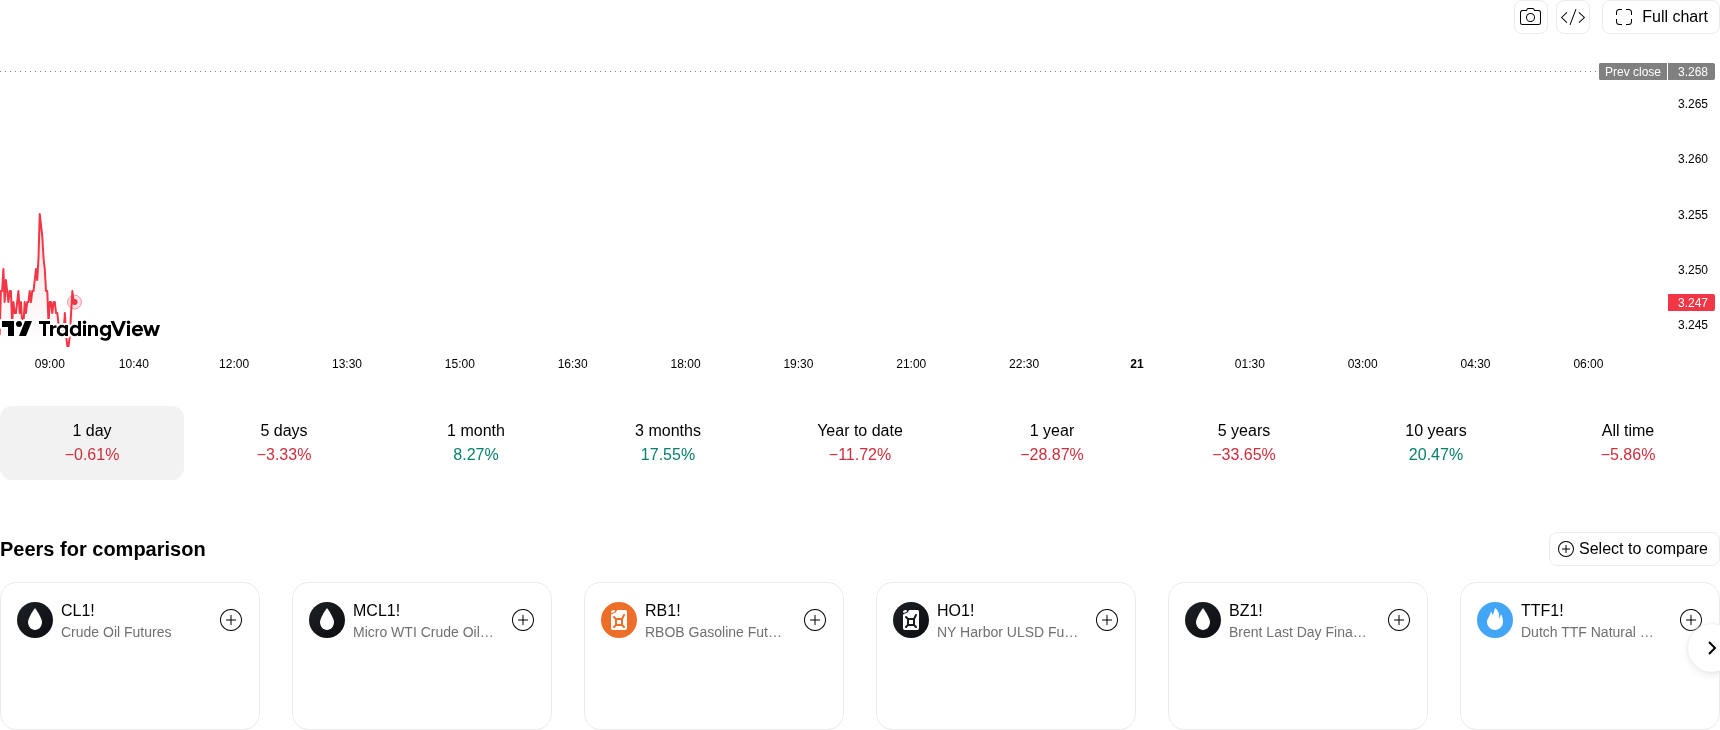 Full chart
Prev close 3.268
3.265
3.260
3.255
3.250
3.247
3.245
TradingView
09:00 10:40 12:00 13:30 15:00 16:30 18:00 19:30 21:00 22:30 21 01:30 03:00 04:30 06:00
1 day 5 days 1 month 3 months Year to date 1 year 5 years 10 years All time
−0.61% −3.33% 8.27% 17.55% −11.72% −28.87% −33.65% 20.47% −5.86%
Peers for comparison
Select to compare
CL1! MCL1! RB1! HO1! BZ1! TTF1!
Crude Oil Futures Micro WTI Crude Oil… RBOB Gasoline Fut… NY Harbor ULSD Fu… Brent Last Day Fina… Dutch TTF Natural …